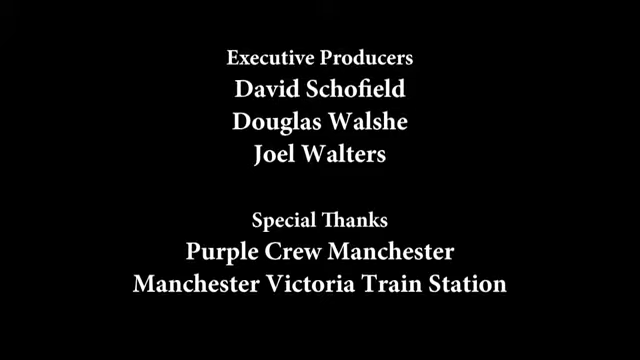 Executive Producers
David Schofield
Douglas Walshe
Joel Walters
Special Thanks
Purple Crew Manchester
Manchester Victoria Train Station